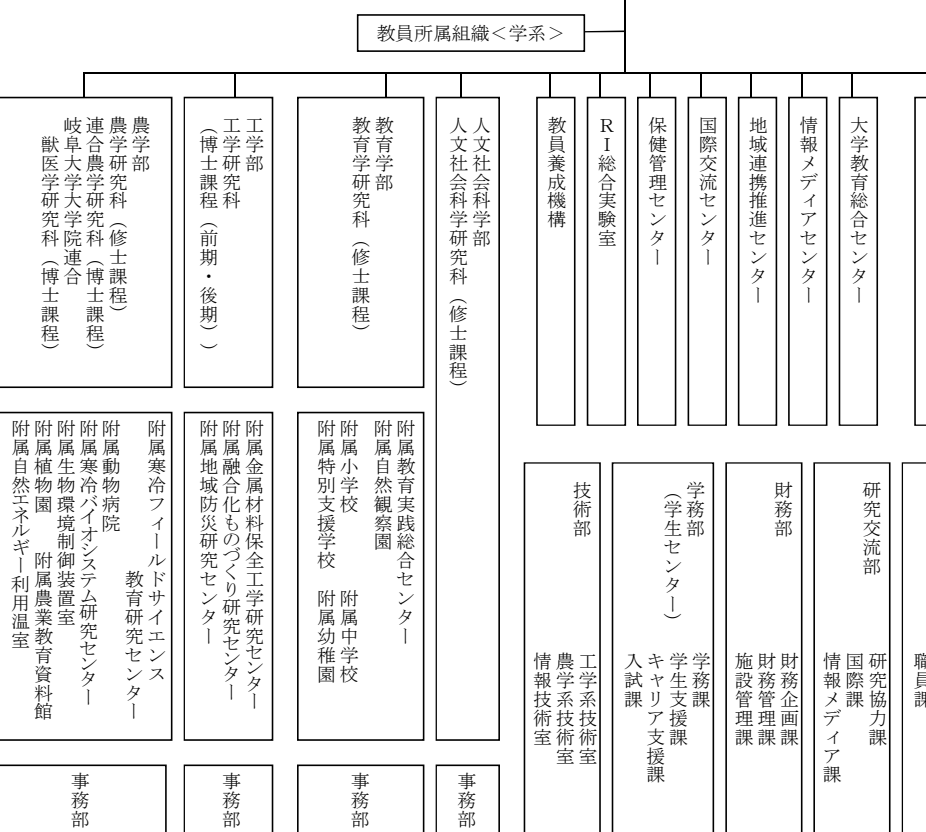 教員所属組織<学系>
大学教育総合センター
情報メディアセンター
地域連携推進センター
国際交流センター
保健管理センター
RI総合実験室
教員養成機構
人文社会科学部
人文社会科学研究科（修士課程）
教育学部
教育学研究科（修士課程）
工学部
工学研究科
（博士課程（前期・後期））
農学部
農学研究科（修士課程）
連合農学研究科（博士課程）
岐阜大学大学院連合
獣医学研究科（博士課程）
附属教育実践総合センター
附属自然観察園
附属小学校 附属中学校
附属特別支援学校 附属幼稚園
附属金属材料保全工学研究センター
附属融合化ものづくり研究センター
附属地域防災研究センター
附属寒冷フィールドサイエンス
教育研究センター
附属動物病院
附属寒冷バイオシステム研究センター
附属生物環境制御装置室
附属植物園 附属農業教育資料館
附属自然エネルギー利用温室
職員課
研究交流部
研究協力課
国際課
情報メディア課
財務部
財務企画課
財務管理課
施設管理課
学務部
（学生センター）
学務課
学生支援課
キャリア支援課
入試課
技術部
工学系技術室
農学系技術室
情報技術室
事務部
事務部
事務部
事務部